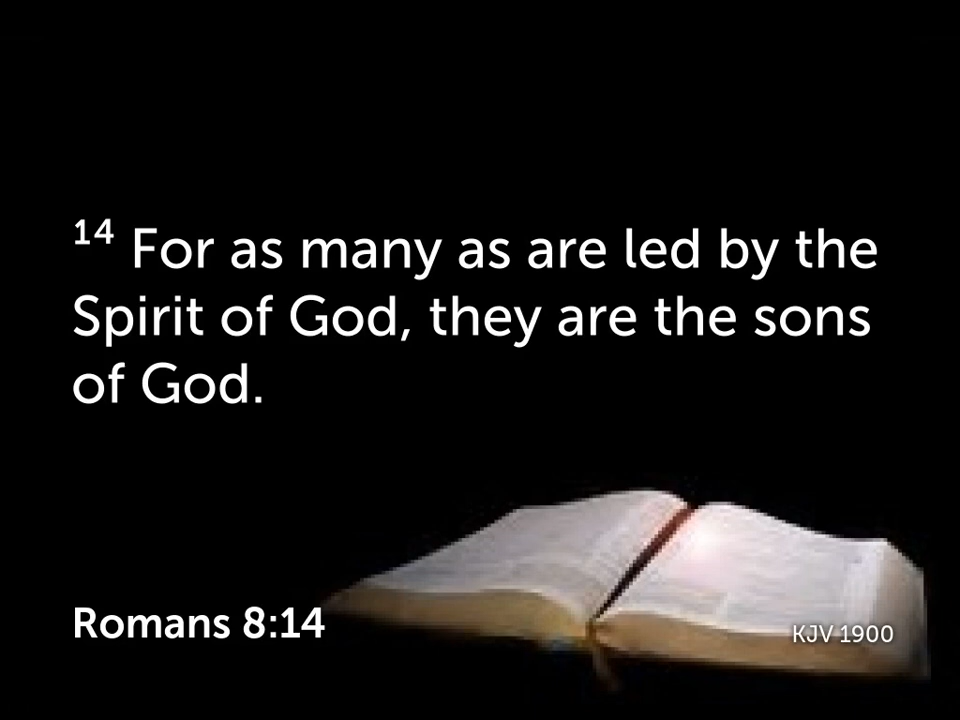 14 For as many as are led by the
Spirit of God, they are the sons
of God.
Romans 8:14
KJV 1900